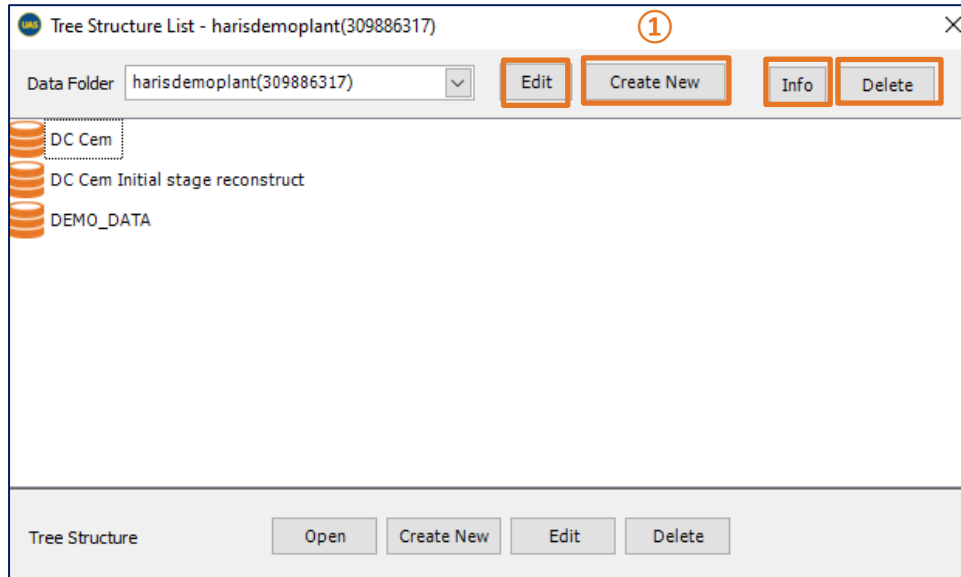 UAS Tree Structure List - harisdemoplant(309886317)
①
Data Folder harisdemoplant(309886317) Edit Create New Info Delete
DC Cem
DC Cem Initial stage reconstruct
DEMO_DATA
Tree Structure Open Create New Edit Delete